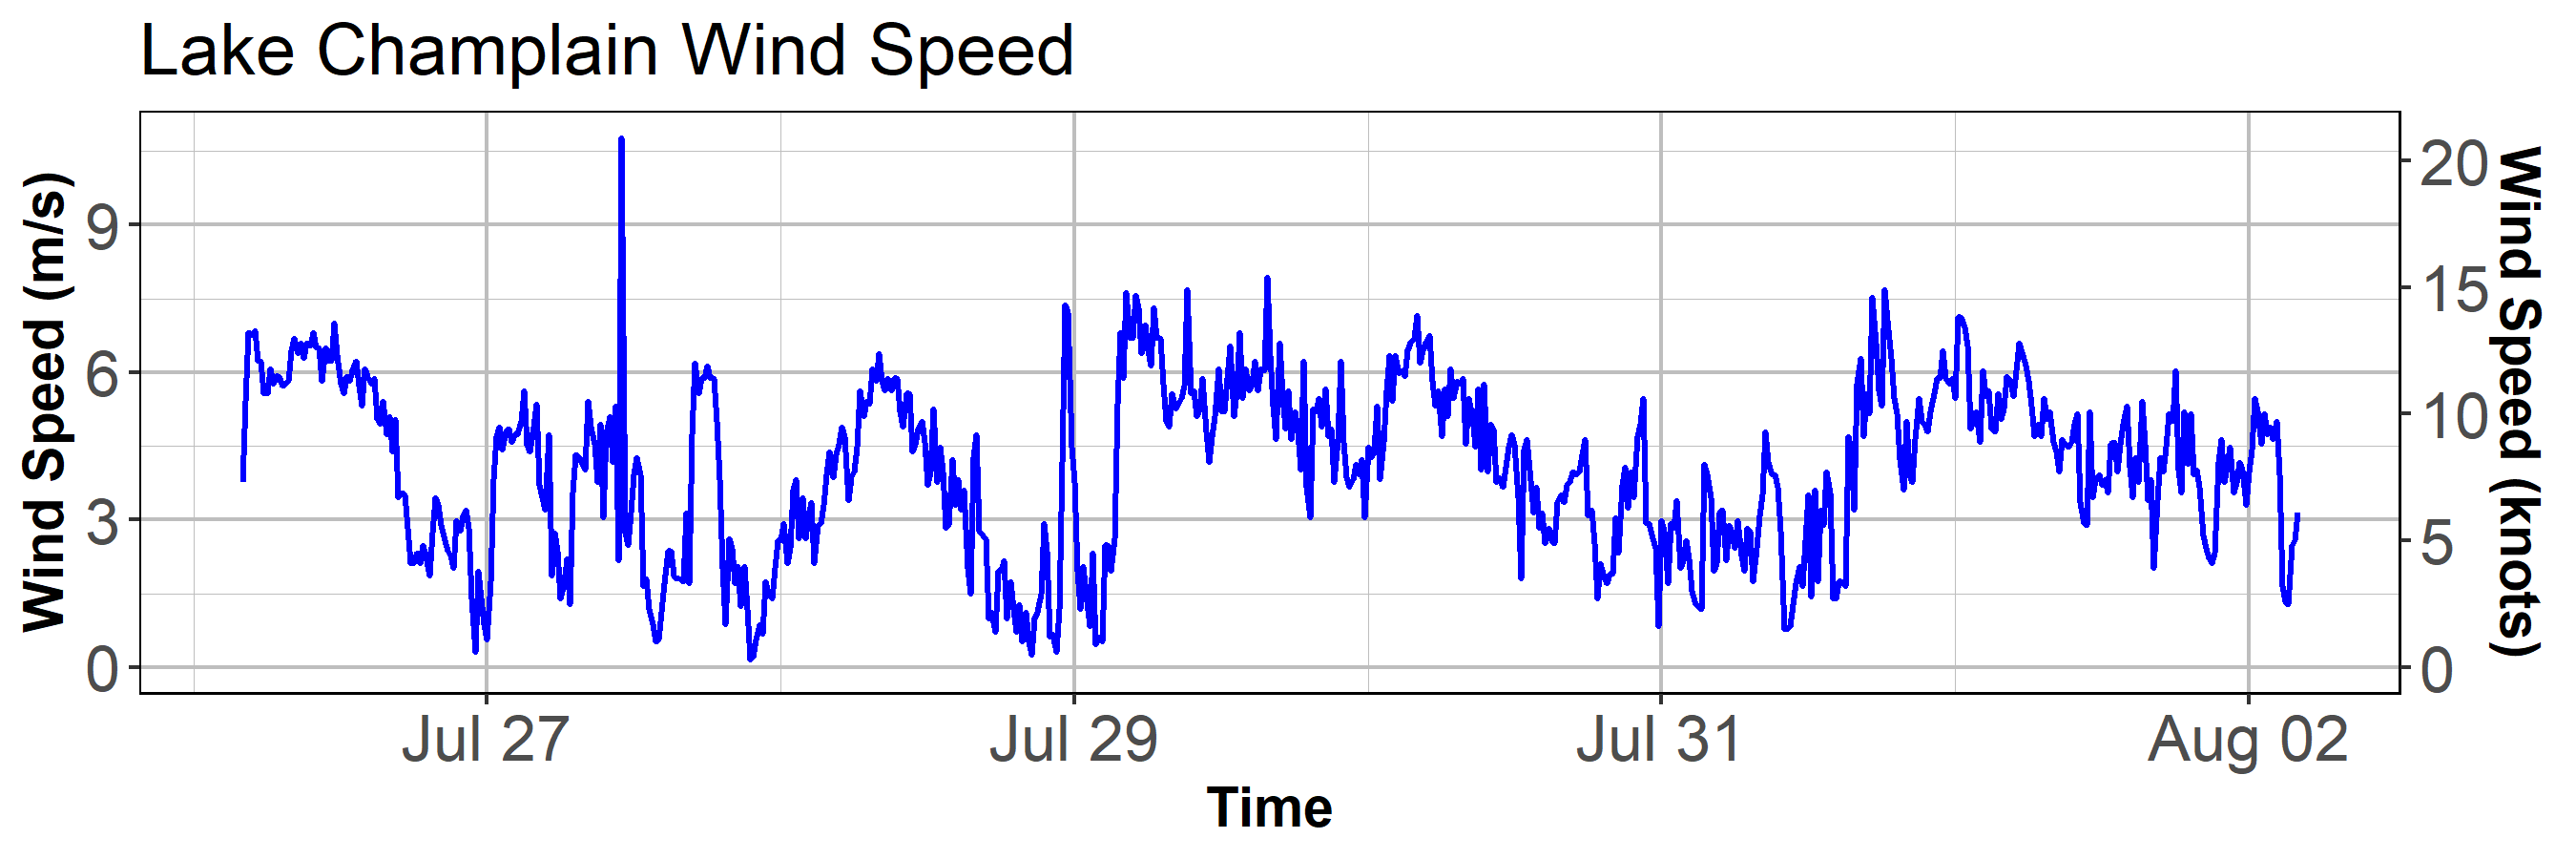 Lake Champlain Wind Speed
Wind Speed (m/s)
9
6
3
0
20
15
10
5
0
Wind Speed (knots)
Jul 27
Jul 29
Jul 31
Aug 02
Time